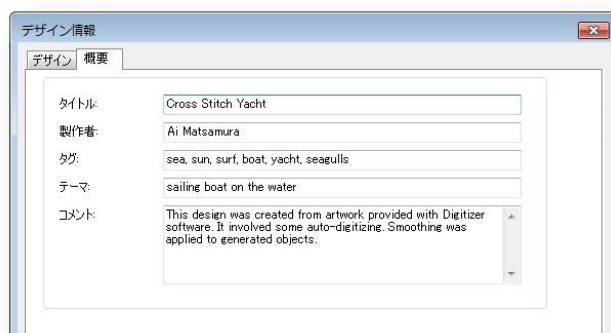 デザイン情報
デザイン 概要
タイトル: Cross Stitch Yacht
製作者: Ai Matsamura
タグ: sea, sun, surf, boat, yacht, seagulls
テーマ: sailing boat on the water
コメント: This design was created from artwork provided with Digitizer
software. It involved some auto-digitizing. Smoothing was
applied to generated objects.